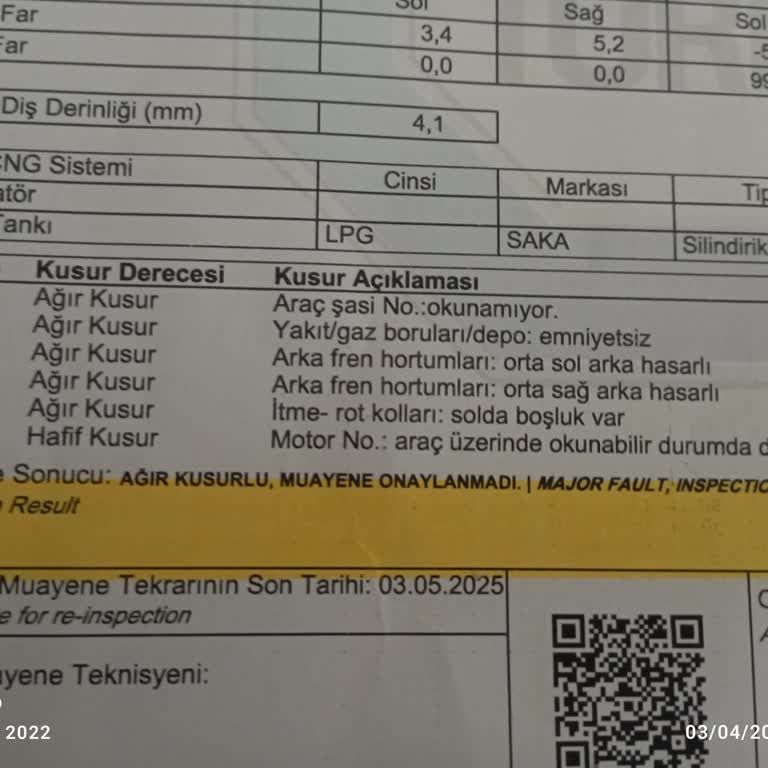 Far Sol Sağ Sol
Far 3,4 5,2 -5
0,0 0,0 99
Diş Derinliği (mm) 4,1
CNG Sistemi Cinsi Markası Tip
atör
Tankı LPG SAKA Silindirik
Kusur Derecesi Kusur Açıklaması
Ağır Kusur Araç şasi No.:okunamıyor.
Ağır Kusur Yakıt/gaz boruları/depo: emniyetsiz
Ağır Kusur Arka fren hortumları: orta sol arka hasarlı
Ağır Kusur Arka fren hortumları: orta sağ arka hasarlı
Ağır Kusur İtme- rot kolları: solda boşluk var
Hafif Kusur Motor No.: araç üzerinde okunabilir durumda d
e Sonucu: AĞIR KUSURLU, MUAYENE ONAYLANMADI. | MAJOR FAULT, INSPECTIO
n Result
Muayene Tekrarının Son Tarihi: 03.05.2025
e for re-inspection
ayene Teknisyeni:
2022
03/04/20